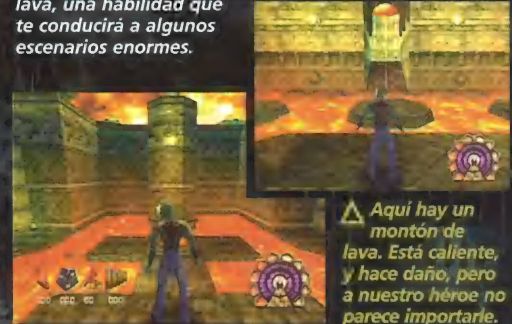 lava, una habilidad que
te conducirá a algunos
escenarios enormes.
Aquí hay un
montón de
lava. Está caliente,
y hace daño, pero
a nuestro héroe no
parece importarle.